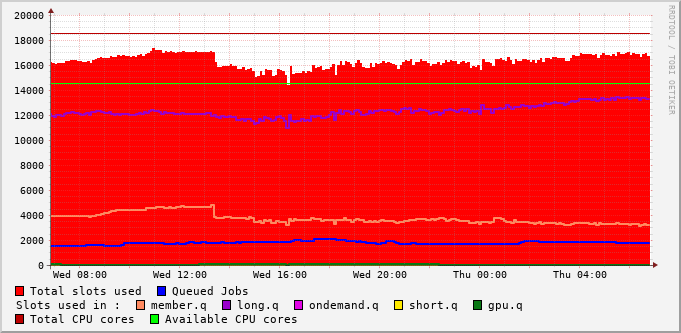 20000
18000
16000
14000
12000
10000
8000
6000
4000
2000
0
Wed 08:00 Wed 12:00 Wed 16:00 Wed 20:00 Thu 00:00 Thu 04:00
RRDTOOL / TOBI OETIKER
Total slots used Queued Jobs
Slots used in : member.q long.q ondemand.q short.q gpu.q
Total CPU cores Available CPU cores